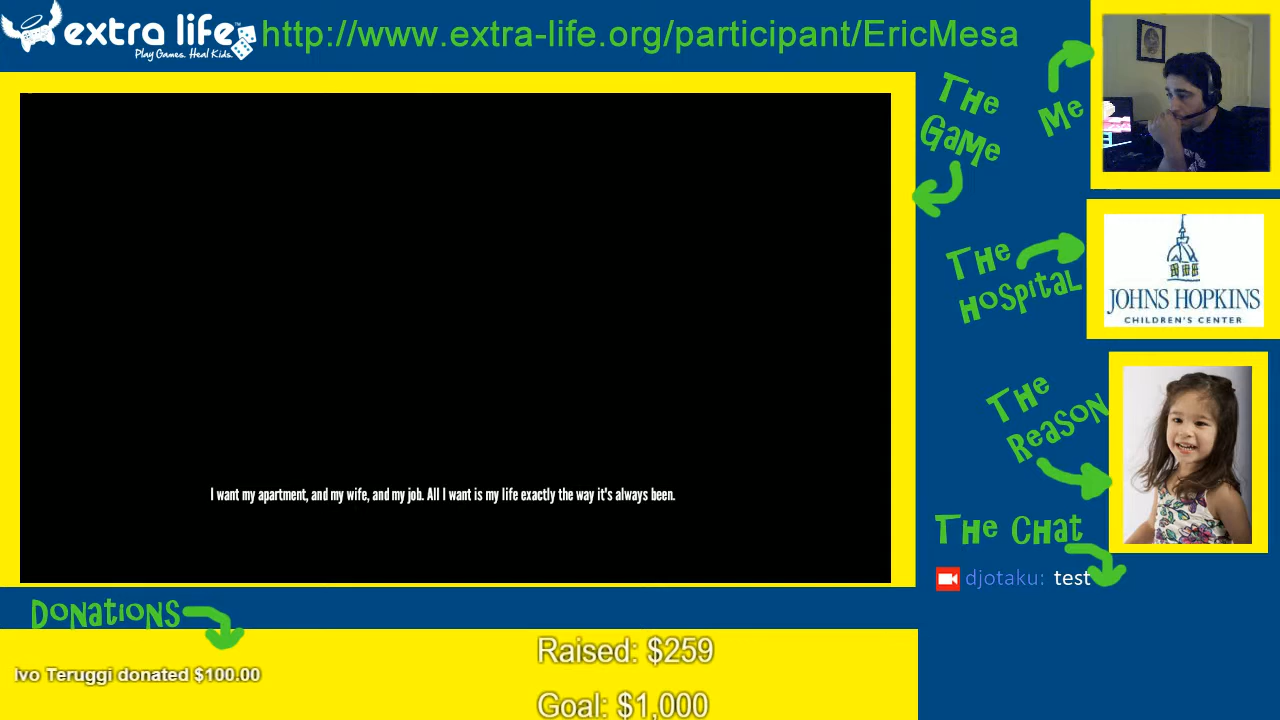 extra life
Play Games. Heal Kids.
http://www.extra-life.org/participant/EricMesa
Me
The
Game
The
Hospital
JOHNS HOPKINS
CHILDREN'S CENTER
The
Reason
I want my apartment, and my wife, and my job. All I want is my life exactly the way it's always been.
The Chat
djotaku: test
Donations
Ivo Teruggi donated $100.00
Raised: $259
Goal: $1,000